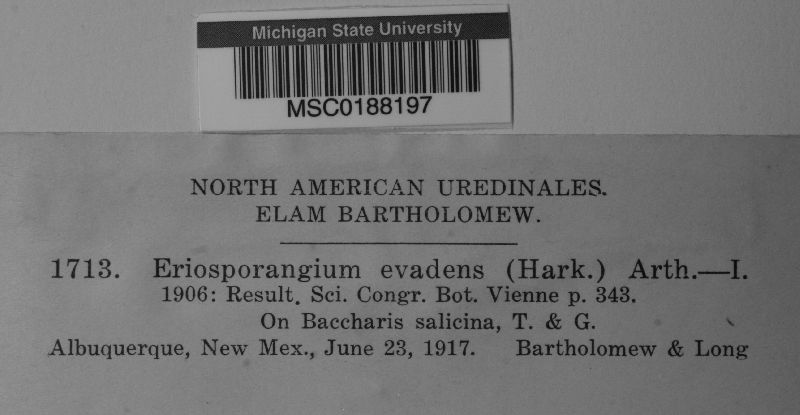 Michigan State University
MSC0188197
NORTH AMERICAN UREDINALES.
ELAM BARTHOLOMEW.
1713. Eriosporangium evadens (Hark.) Arth.—I.
1906: Result. Sci. Congr. Bot. Vienne p. 343.
On Baccharis salicina, T. & G.
Albuquerque, New Mex., June 23, 1917. Bartholomew & Long